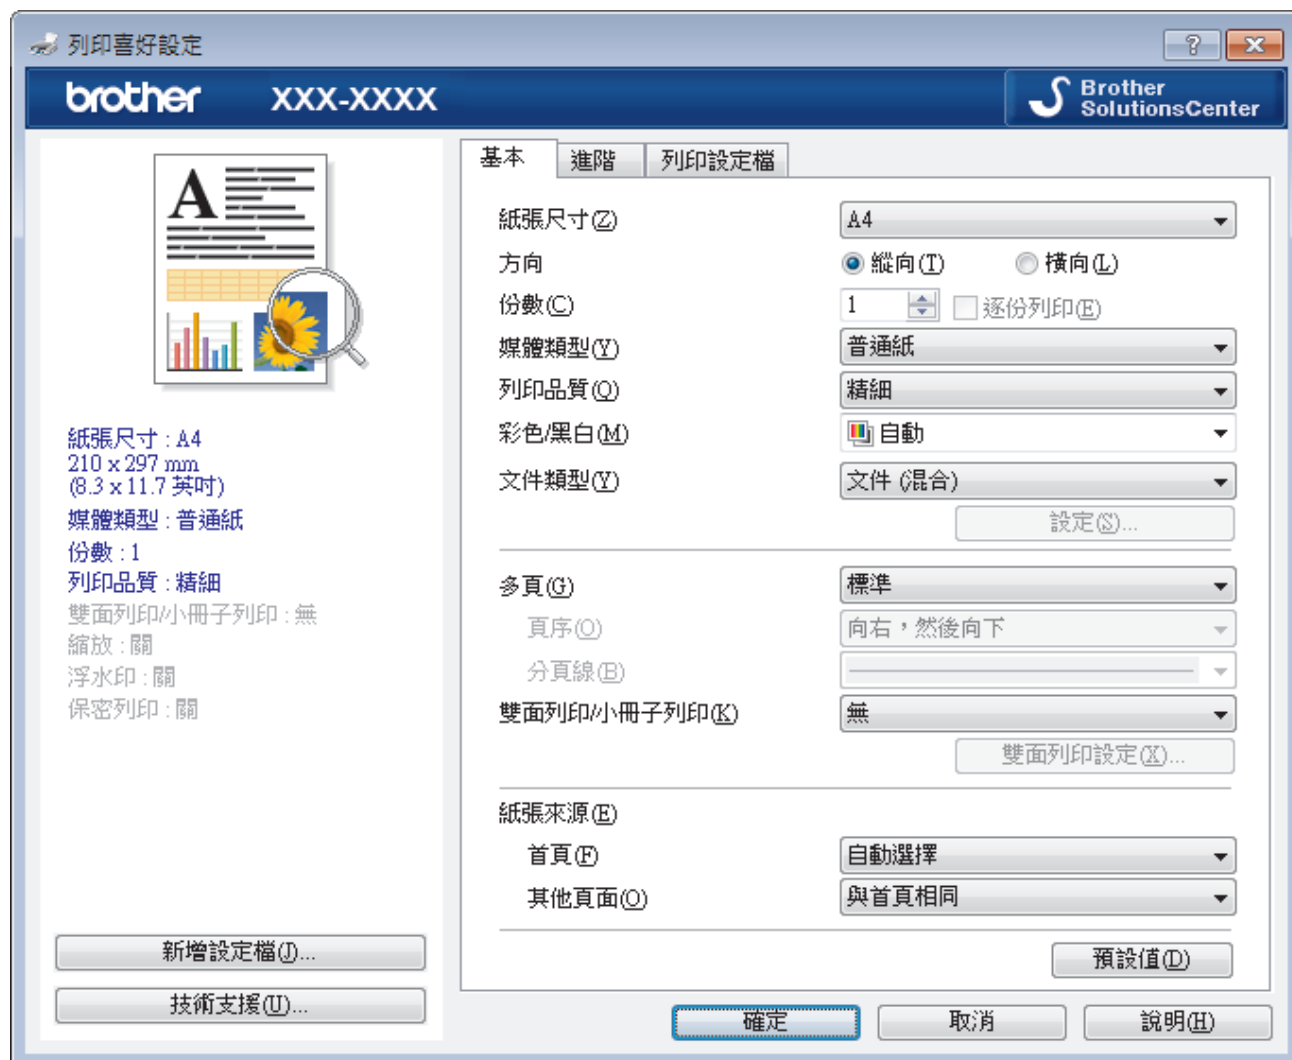 列印喜好設定
brother XXX-XXXX
Brother
SolutionsCenter
A
紙張尺寸 : A4
210 x 297 mm
(8.3 x 11.7 英吋)
媒體類型 : 普通紙
份數 : 1
列印品質 : 精細
雙面列印/小冊子列印 : 無
縮放 : 關
浮水印 : 關
保密列印 : 關
新增設定檔(J)...
技術支援(U)...
基本 進階 列印設定檔
紙張尺寸(Z) A4
方向 縱向(T) 橫向(L)
份數(C) 1 逐份列印(E)
媒體類型(Y) 普通紙
列印品質(Q) 精細
彩色/黑白(M) 自動
文件類型(Y) 文件 (混合)
設定(S)...
多頁(G) 標準
頁序(O) 向右，然後向下
分頁線(B)
雙面列印/小冊子列印(K) 無
雙面列印設定(X)...
紙張來源(E)
首頁(F) 自動選擇
其他頁面(O) 與首頁相同
預設值(D)
確定 取消 說明(H)